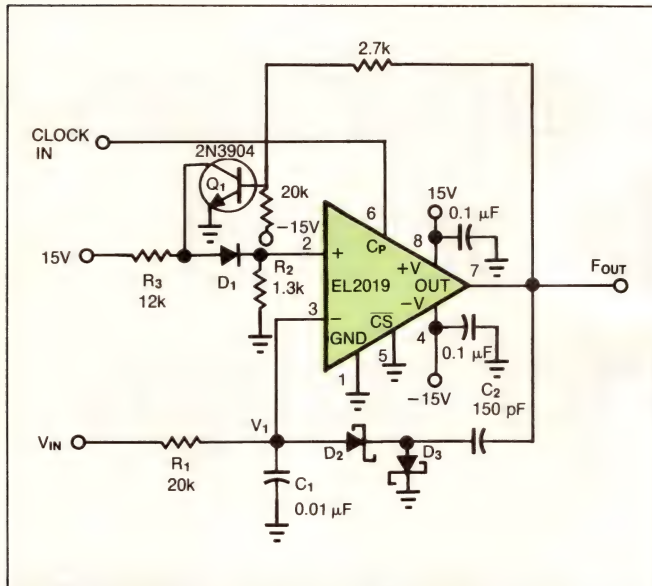 2.7k
CLOCK
IN
2N3904
Q1
20k
−15V
6
15V
0.1 µF
15V
R3
12k
D1
2
R2
1.3k
+
CP
8
+V
EL2019
OUT
7
FOUT
3
−
−V
GND
CS
4
0.1 µF
1
5
−15V
C2
150 pF
VIN
V1
D2
D3
R1
20k
C1
0.01 µF